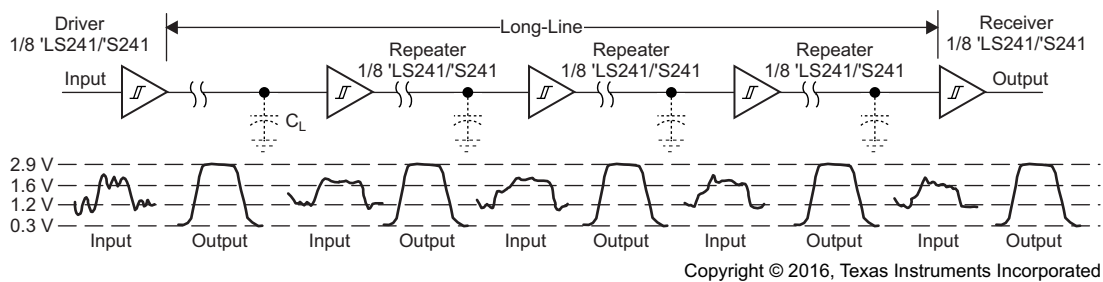 Driver
1/8 'LS241/'S241
Long-Line
Receiver
1/8 'LS241/'S241
Repeater
1/8 'LS241/'S241
Repeater
1/8 'LS241/'S241
Repeater
1/8 'LS241/'S241
Input
Output
CL
2.9 V
1.6 V
1.2 V
0.3 V
Input Output Input Output Input Output Input Output Input Output
Copyright © 2016, Texas Instruments Incorporated